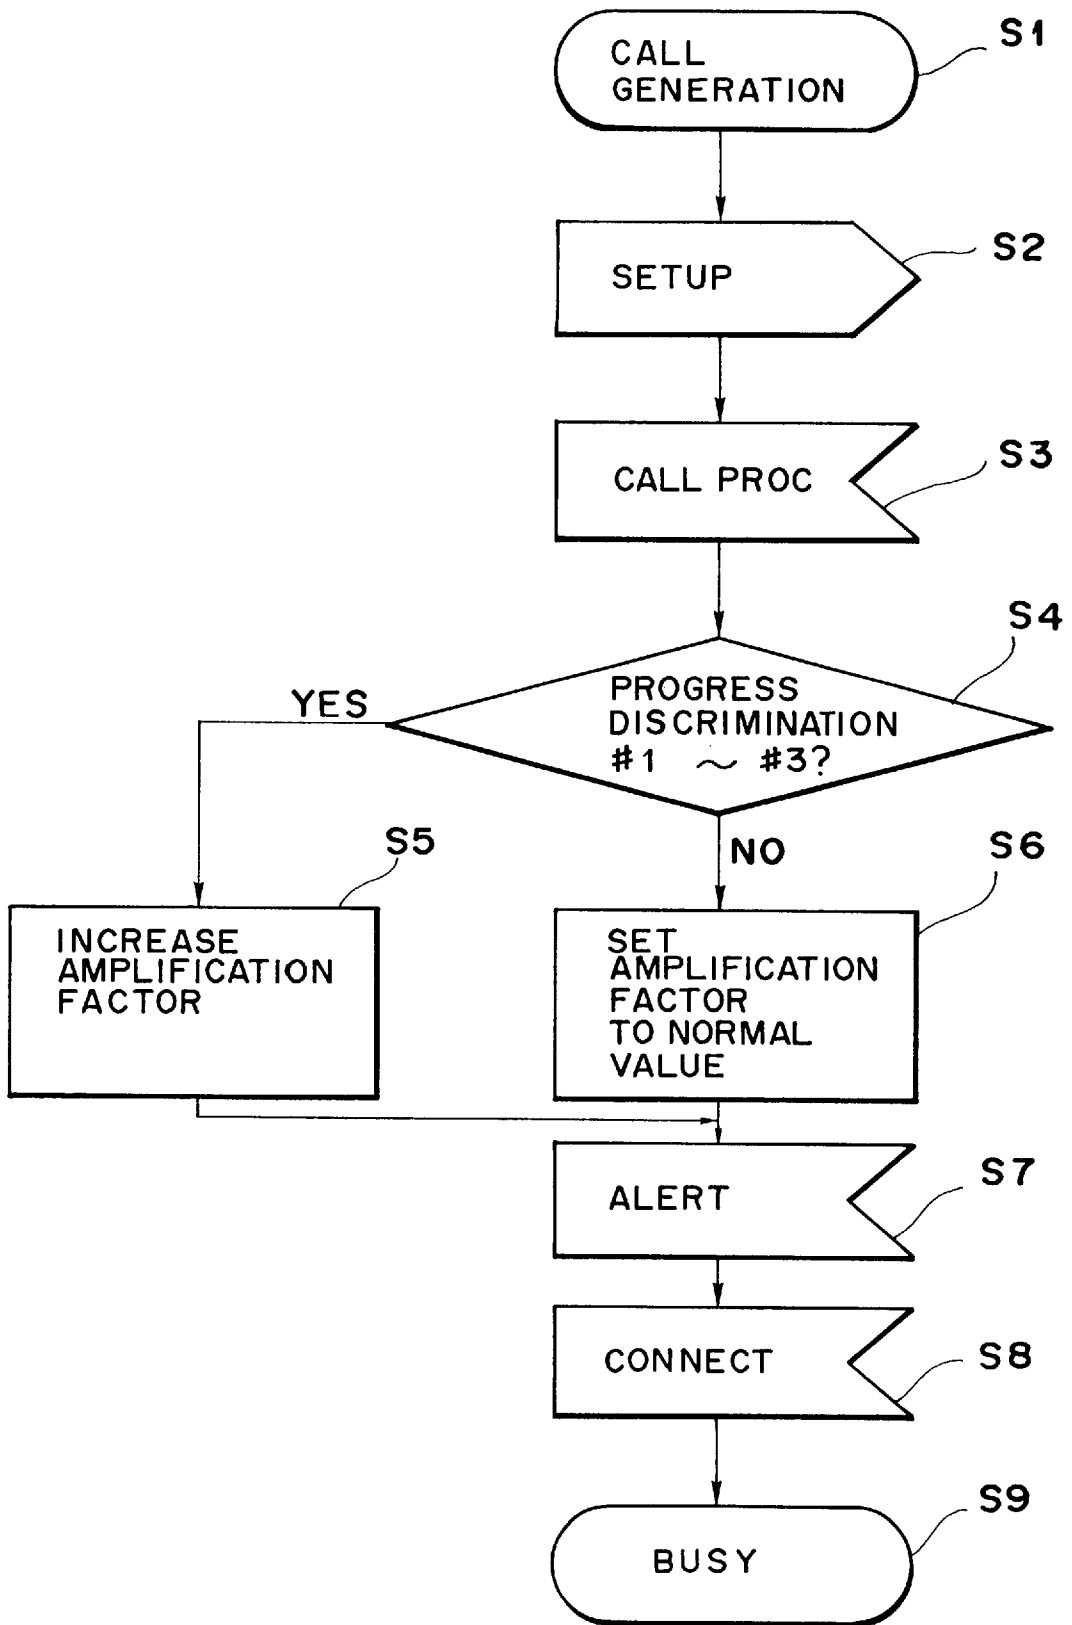 CALL
GENERATION
S1
SETUP
S2
CALL PROC
S3
PROGRESS
DISCRIMINATION
#1 ~ #3?
S4
YES
NO
S5
INCREASE
AMPLIFICATION
FACTOR
S6
SET
AMPLIFICATION
FACTOR
TO NORMAL
VALUE
ALERT
S7
CONNECT
S8
BUSY
S9